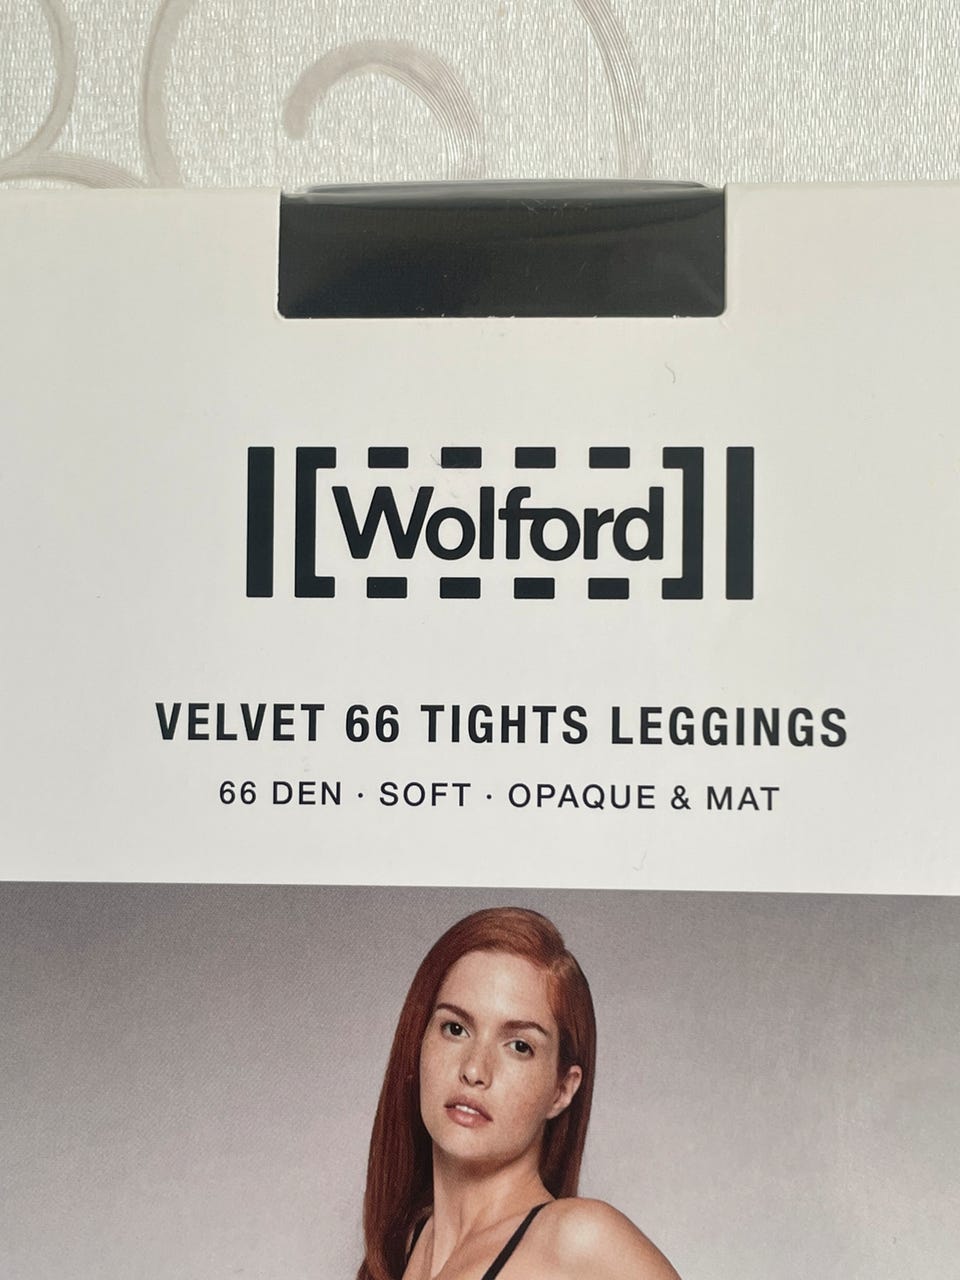 Wolford
VELVET 66 TIGHTS LEGGINGS
66 DEN · SOFT · OPAQUE & MAT